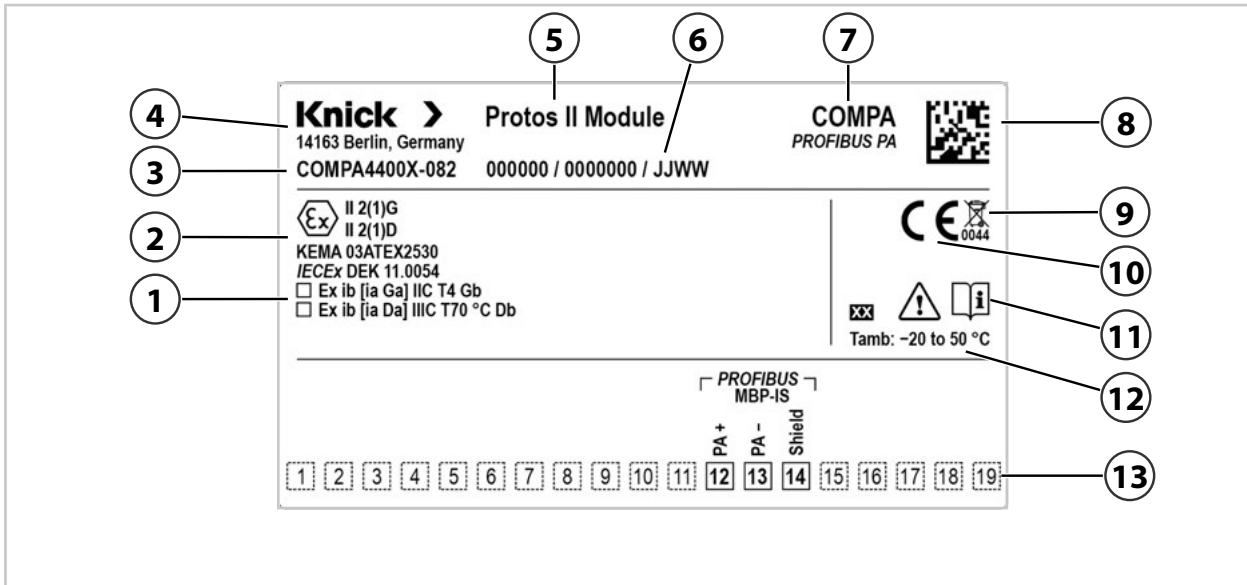 5 6 7
4 Knick > Protos II Module COMPA 8
14163 Berlin, Germany PROFIBUS PA
3 COMPA4400X-082 000000 / 0000000 / JJWW
Ex II 2(1)G CE 9
2 II 2(1)D 0044
KEMA 03ATEX2530 10
IECEx DEK 11.0054
1 Ex ib [ia Ga] IIC T4 Gb
Ex ib [ia Da] IIIC T70 °C Db xx i 11
Tamb: −20 to 50 °C
12
PROFIBUS
MBP-IS
PA + PA − Shield
1 2 3 4 5 6 7 8 9 10 11 12 13 14 15 16 17 18 19 13